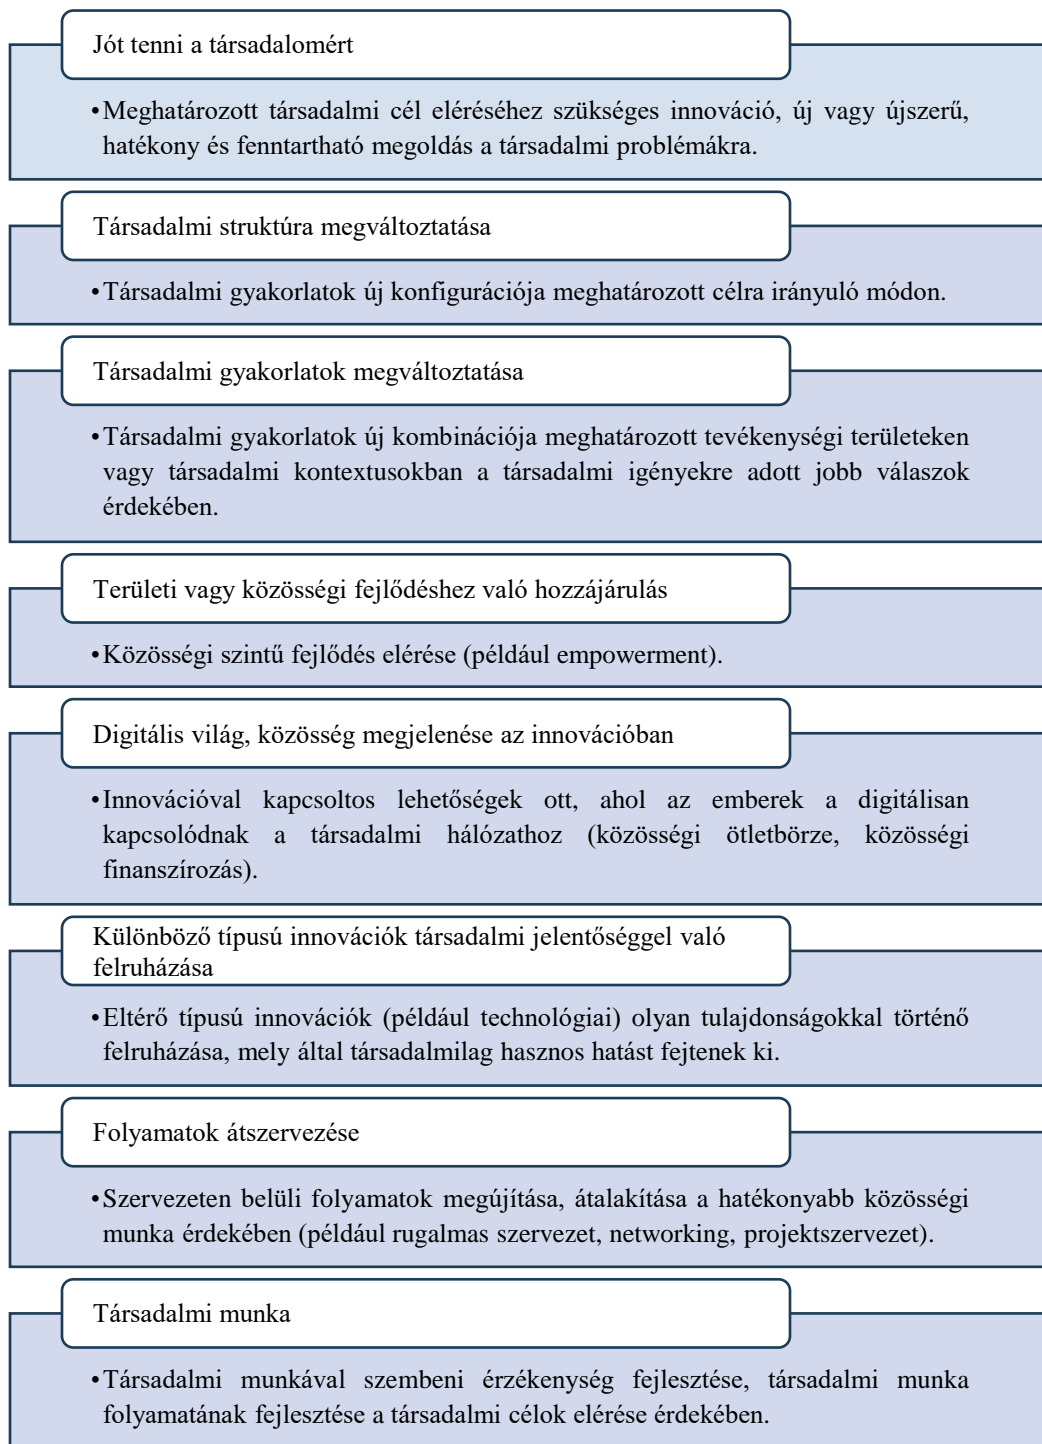 Jót tenni a társadalomért
•Meghatározott társadalmi cél eléréséhez szükséges innováció, új vagy újszerű,
hatékony és fenntartható megoldás a társadalmi problémákra.
Társadalmi struktúra megváltoztatása
•Társadalmi gyakorlatok új konfigurációja meghatározott célra irányuló módon.
Társadalmi gyakorlatok megváltoztatása
•Társadalmi gyakorlatok új kombinációja meghatározott tevékenységi területeken
vagy társadalmi kontextusokban a társadalmi igényekre adott jobb válaszok
érdekében.
Területi vagy közösségi fejlődéshez való hozzájárulás
•Közösségi szintű fejlődés elérése (például empowerment).
Digitális világ, közösség megjelenése az innovációban
•Innovációval kapcsoltos lehetőségek ott, ahol az emberek a digitálisan
kapcsolódnak a társadalmi hálózathoz (közösségi ötletbörze, közösségi
finanszírozás).
Különböző típusú innovációk társadalmi jelentőséggel való
felruházása
•Eltérő típusú innovációk (például technológiai) olyan tulajdonságokkal történő
felruházása, mely által társadalmilag hasznos hatást fejtenek ki.
Folyamatok átszervezése
•Szervezeten belüli folyamatok megújítása, átalakítása a hatékonyabb közösségi
munka érdekében (például rugalmas szervezet, networking, projektszervezet).
Társadalmi munka
•Társadalmi munkával szembeni érzékenység fejlesztése, társadalmi munka
folyamatának fejlesztése a társadalmi célok elérése érdekében.